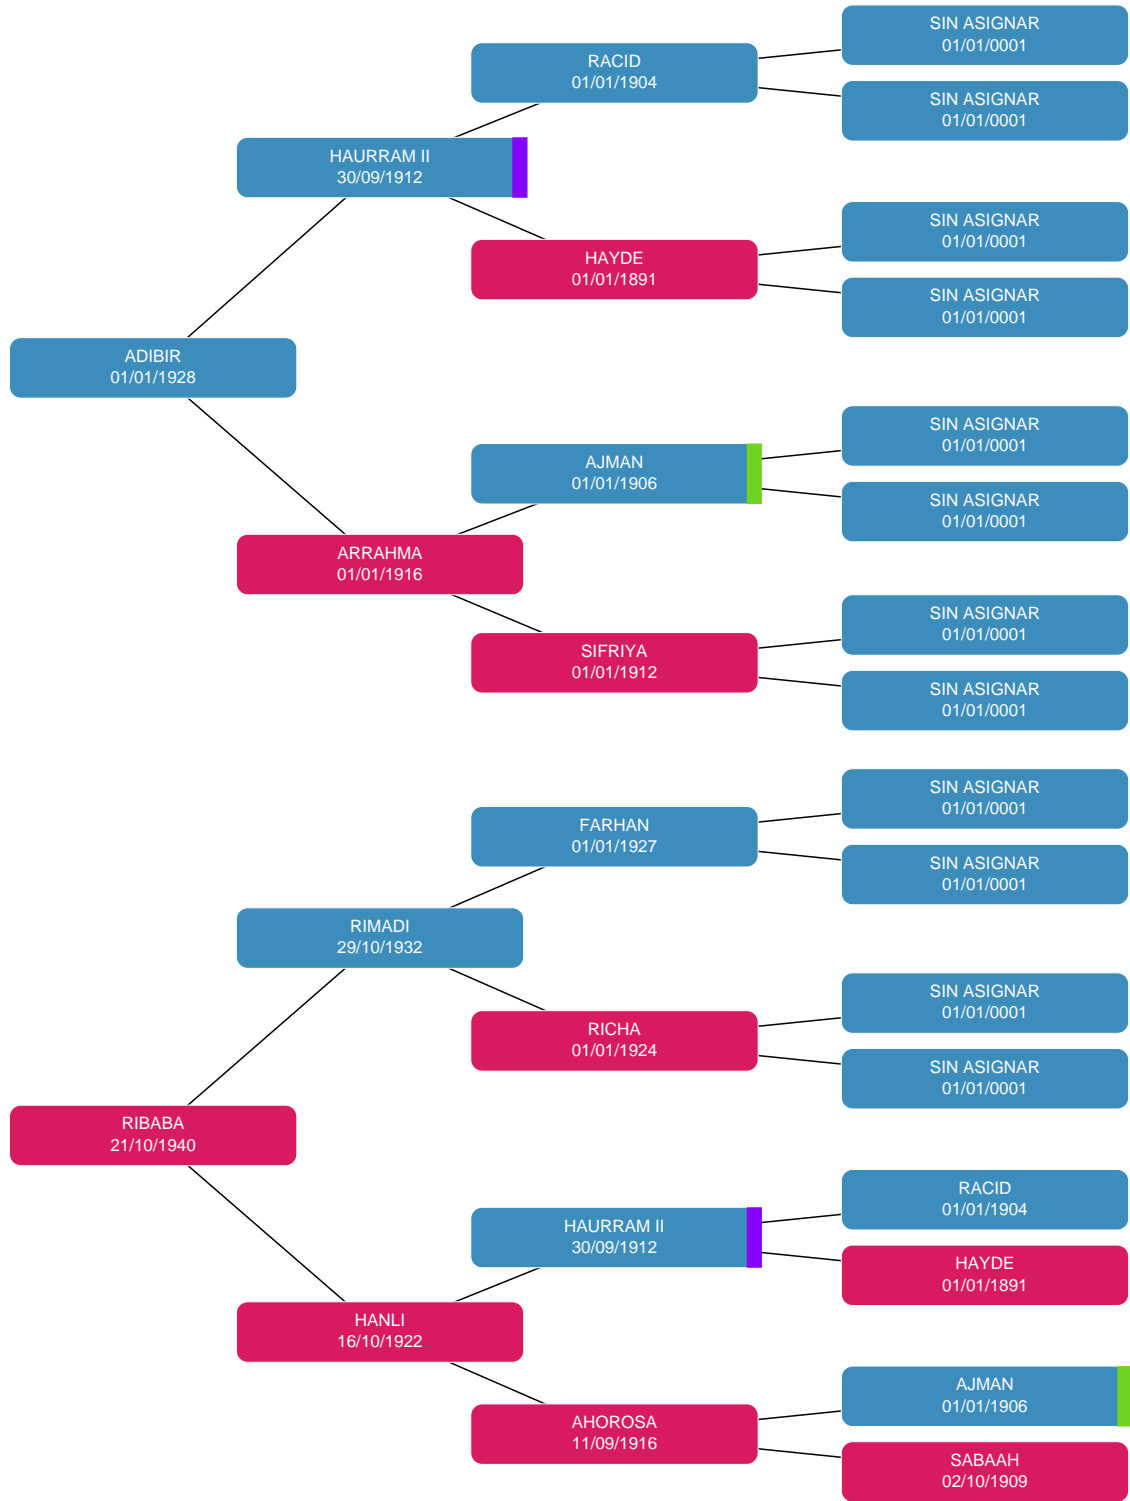 SIN ASIGNAR
01/01/0001
RACID
01/01/1904
SIN ASIGNAR
01/01/0001
HAURRAM II
30/09/1912
SIN ASIGNAR
01/01/0001
HAYDE
01/01/1891
SIN ASIGNAR
01/01/0001
ADIBIR
01/01/1928
SIN ASIGNAR
01/01/0001
AJMAN
01/01/1906
SIN ASIGNAR
01/01/0001
ARRAHMA
01/01/1916
SIN ASIGNAR
01/01/0001
SIFRIYA
01/01/1912
SIN ASIGNAR
01/01/0001
SIN ASIGNAR
01/01/0001
FARHAN
01/01/1927
SIN ASIGNAR
01/01/0001
RIMADI
29/10/1932
SIN ASIGNAR
01/01/0001
RICHA
01/01/1924
SIN ASIGNAR
01/01/0001
RIBABA
21/10/1940
RACID
01/01/1904
HAURRAM II
30/09/1912
HAYDE
01/01/1891
HANLI
16/10/1922
AJMAN
01/01/1906
AHOROSA
11/09/1916
SABAAH
02/10/1909